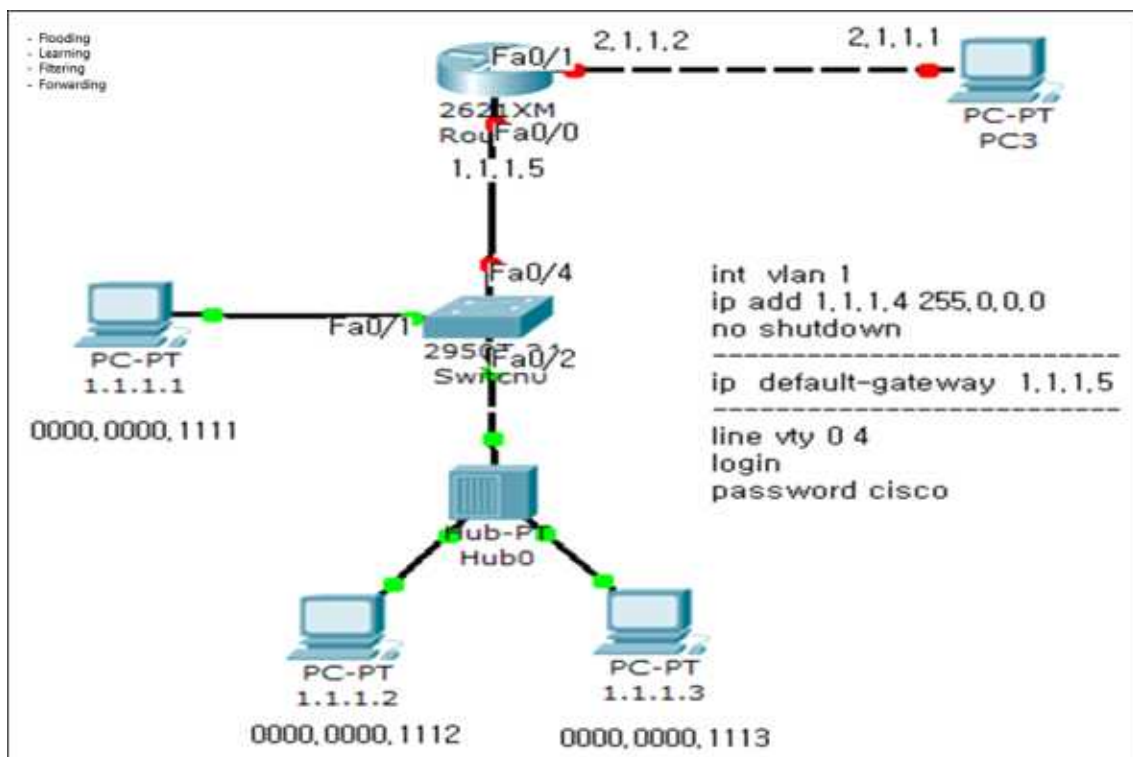 - Flooding
- Learning
- Filtering
- Forwarding
Fa0/1
2,1,1,2
2,1,1,1
2621XM
Fa0/0
1,1,1,5
PC-PT
PC3
Fa0/4
Fa0/1
Fa0/2
PC-PT
1.1.1.1
0000,0000,1111
int vlan 1
ip add 1,1,1,4 255,0,0,0
no shutdown
----------------------------
ip default-gateway 1,1,1,5
----------------------------
line vty 0 4
login
password cisco
Hub-PT
Hub0
PC-PT
1.1.1.2
0000,0000,1112
PC-PT
1.1.1.3
0000,0000,1113